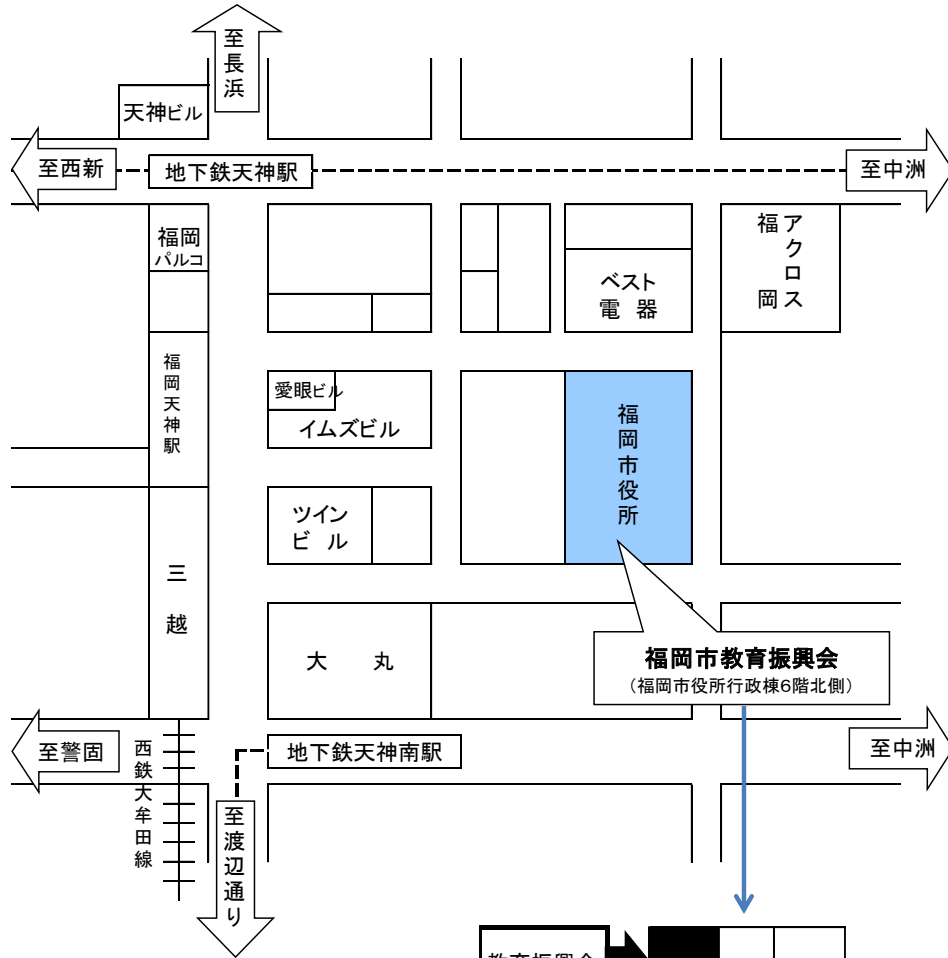 至長浜
天神ビル
至西新
地下鉄天神駅
至中洲
福岡
パルコ
アクロス
福岡
ベスト
電器
福岡天神駅
愛眼ビル
イムズビル
福岡市役所
ツイン
ビル
三越
大丸
福岡市教育振興会
（福岡市役所行政棟6階北側）
至警固
西鉄大牟田線
地下鉄天神南駅
至中洲
至渡辺通り
教育振興会